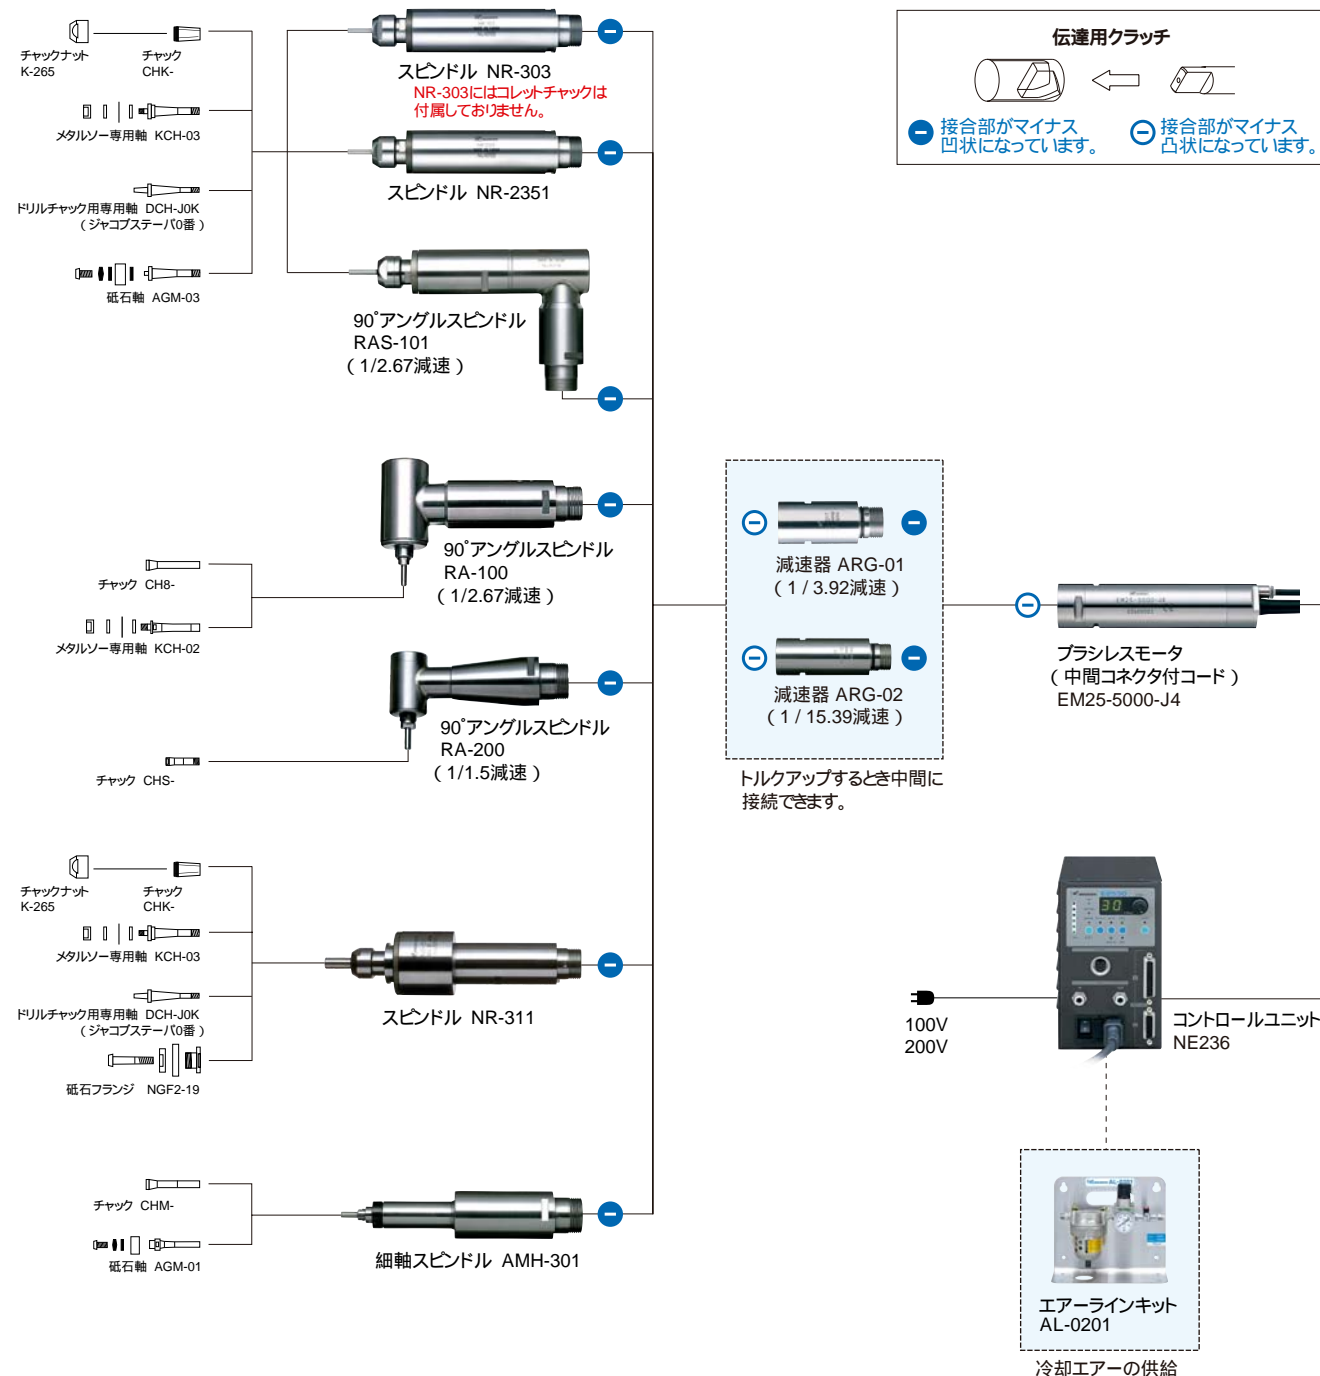 チャックナット
K-265
チャック
CHK-
メタルソー専用軸 KCH-03
ドリルチャック用専用軸 DCH-J0K
(ジャコブステーパ0番)
砥石軸 AGM-03
スピンドル NR-303
NR-303にはコレットチャックは
付属しておりません。
スピンドル NR-2351
90°アングルスピンドル
RAS-101
(1/2.67減速)
伝達用クラッチ
接合部がマイナス
凹状になっています。
接合部がマイナス
凸状になっています。
チャック CH8-
メタルソー専用軸 KCH-02
90°アングルスピンドル
RA-100
(1/2.67減速)
チャック CHS-
90°アングルスピンドル
RA-200
(1/1.5減速)
減速器 ARG-01
(1 / 3.92減速)
減速器 ARG-02
(1 / 15.39減速)
トルクアップするとき中間に
接続できます。
ブラシレスモータ
(中間コネクタ付コード)
EM25-5000-J4
チャックナット
K-265
チャック
CHK-
メタルソー専用軸 KCH-03
ドリルチャック用専用軸 DCH-J0K
(ジャコブステーパ0番)
砥石フランジ NGF2-19
スピンドル NR-311
チャック CHM-
砥石軸 AGM-01
細軸スピンドル AMH-301
30
100V
200V
コントロールユニット
NE236
AL-0201
エアーラインキット
AL-0201
冷却エアーの供給